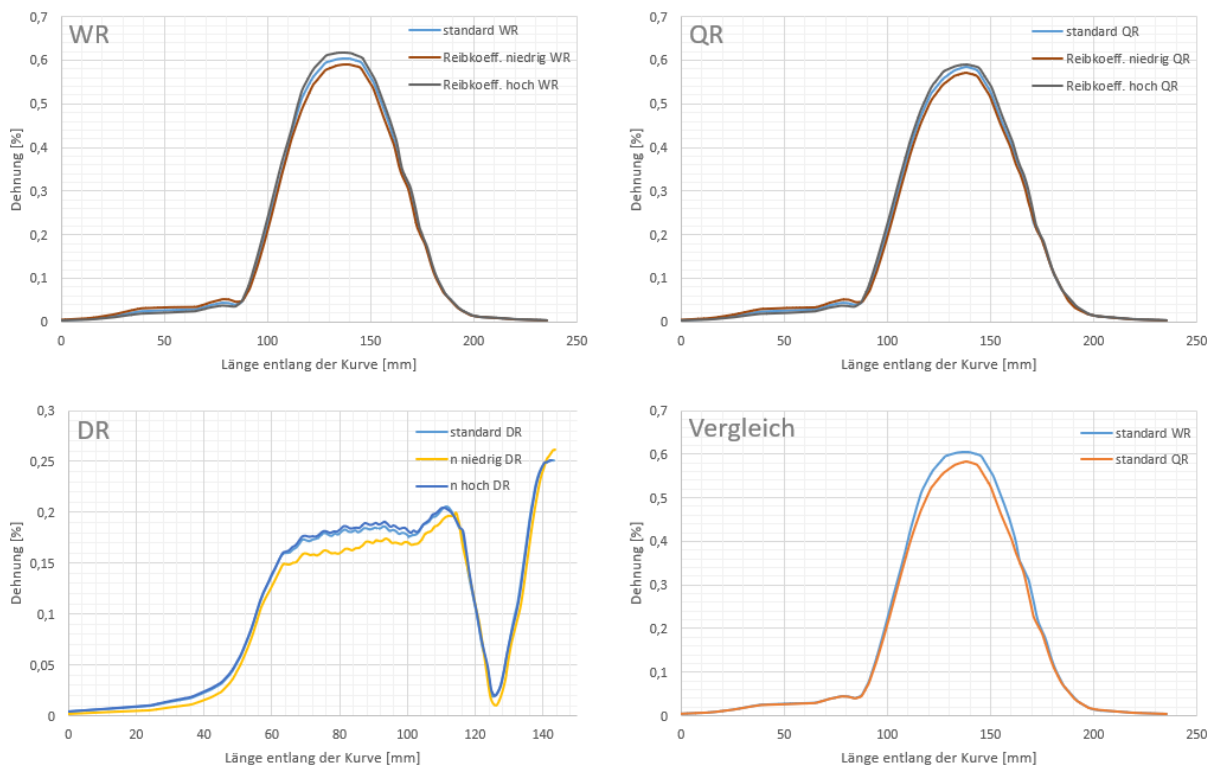 WR
standard WR
Reibkoeff. niedrig WR
Reibkoeff. hoch WR
Dehnung [%]
0,7
0,6
0,5
0,4
0,3
0,2
0,1
0
0 50 100 150 200 250
Länge entlang der Kurve [mm]
QR
standard QR
Reibkoeff. niedrig QR
Reibkoeff. hoch QR
Dehnung [%]
0,7
0,6
0,5
0,4
0,3
0,2
0,1
0
0 50 100 150 200 250
Länge entlang der Kurve [mm]
DR
standard DR
n niedrig DR
n hoch DR
Dehnung [%]
0,3
0,25
0,2
0,15
0,1
0,05
0
0 20 40 60 80 100 120 140
Länge entlang der Kurve [mm]
Vergleich
standard WR
standard QR
Dehnung [%]
0,7
0,6
0,5
0,4
0,3
0,2
0,1
0
0 50 100 150 200 250
Länge entlang der Kurve [mm]